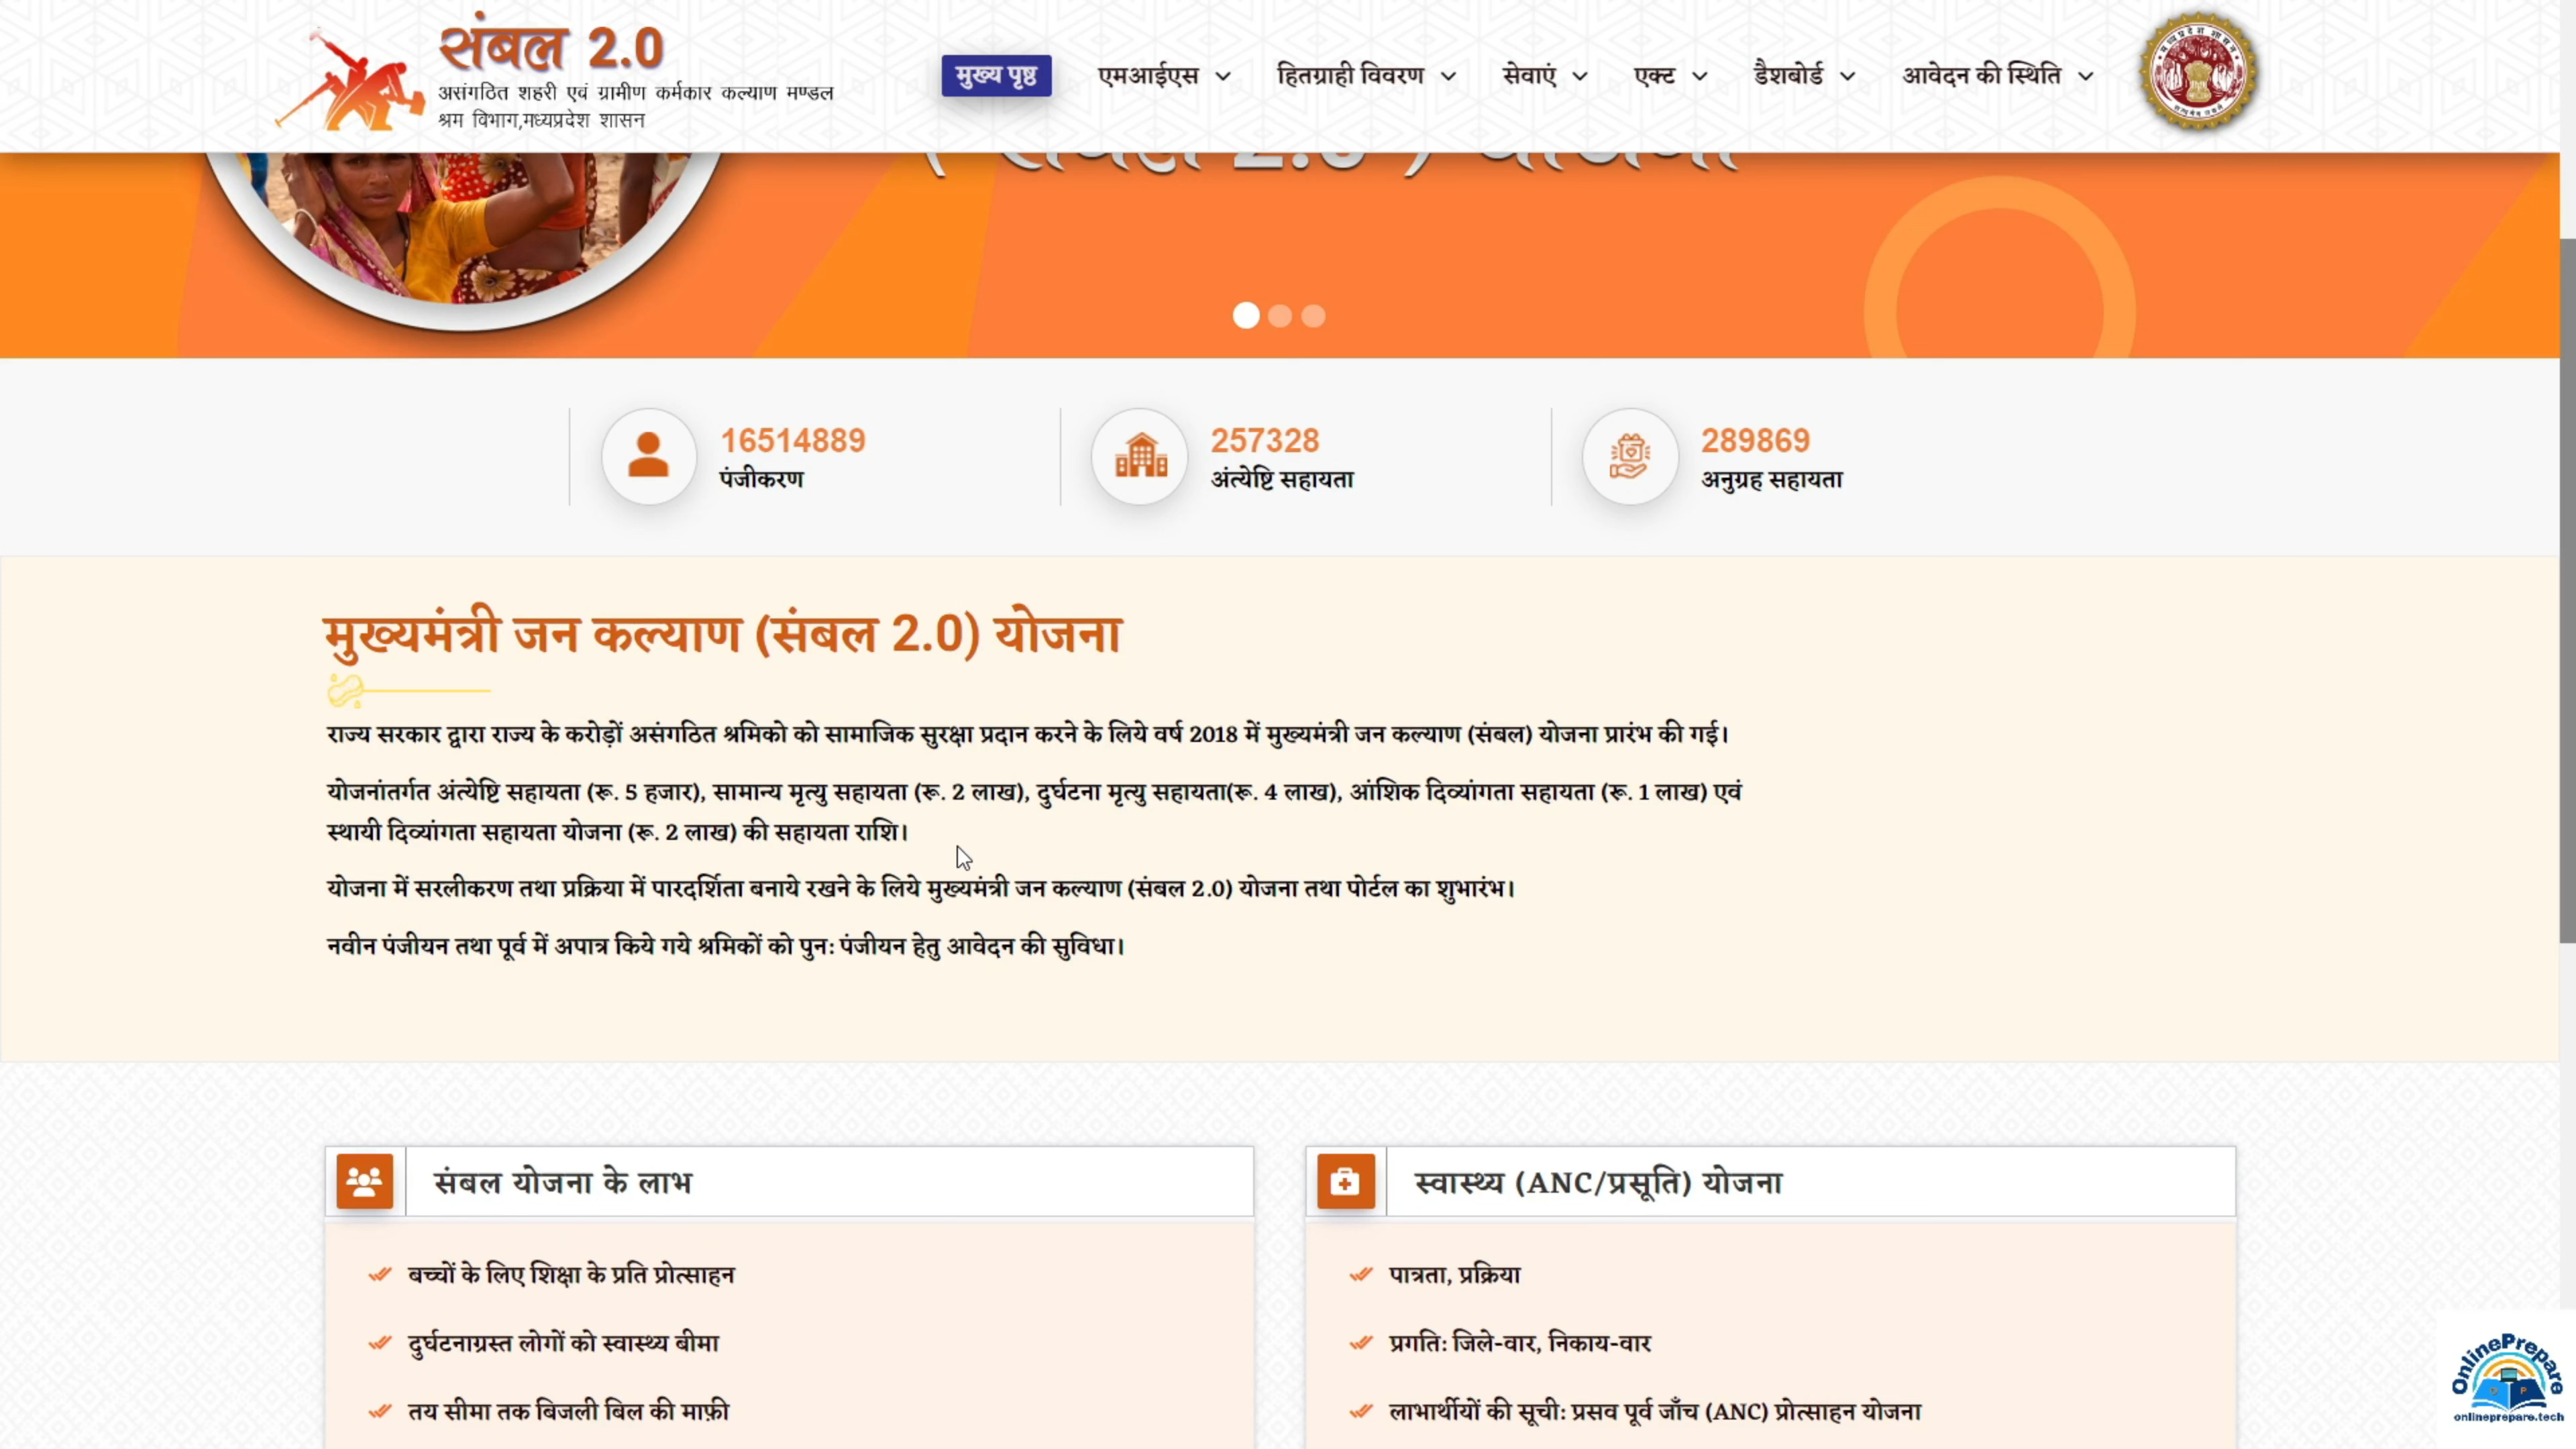 संबल 2.0
असंगठित शहरी एवं ग्रामीण कर्मकार कल्याण मण्डल
श्रम विभाग,मध्यप्रदेश शासन
मुख्य पृष्ठ
एमआईएस
हितग्राही विवरण
सेवाएं
एक्ट
डैशबोर्ड
आवेदन की स्थिति
( संबल 2.0 ) योजना
16514889
पंजीकरण
257328
अंत्येष्टि सहायता
289869
अनुग्रह सहायता
मुख्यमंत्री जन कल्याण (संबल 2.0) योजना
राज्य सरकार द्वारा राज्य के करोड़ों असंगठित श्रमिको को सामाजिक सुरक्षा प्रदान करने के लिये वर्ष 2018 में मुख्यमंत्री जन कल्याण (संबल) योजना प्रारंभ की गई।
योजनांतर्गत अंत्येष्टि सहायता (रू. 5 हजार), सामान्य मृत्यु सहायता (रू. 2 लाख), दुर्घटना मृत्यु सहायता(रू. 4 लाख), आंशिक दिव्यांगता सहायता (रू. 1 लाख) एवं
स्थायी दिव्यांगता सहायता योजना (रू. 2 लाख) की सहायता राशि।
योजना में सरलीकरण तथा प्रक्रिया में पारदर्शिता बनाये रखने के लिये मुख्यमंत्री जन कल्याण (संबल 2.0) योजना तथा पोर्टल का शुभारंभ।
नवीन पंजीयन तथा पूर्व में अपात्र किये गये श्रमिकों को पुन: पंजीयन हेतु आवेदन की सुविधा।
संबल योजना के लाभ
बच्चों के लिए शिक्षा के प्रति प्रोत्साहन
दुर्घटनाग्रस्त लोगों को स्वास्थ्य बीमा
तय सीमा तक बिजली बिल की माफ़ी
स्वास्थ्य (ANC/प्रसूति) योजना
पात्रता, प्रक्रिया
प्रगति: जिले-वार, निकाय-वार
लाभार्थीयों की सूची: प्रसव पूर्व जाँच (ANC) प्रोत्साहन योजना
OnlinePrepare
onlineprepare.tech